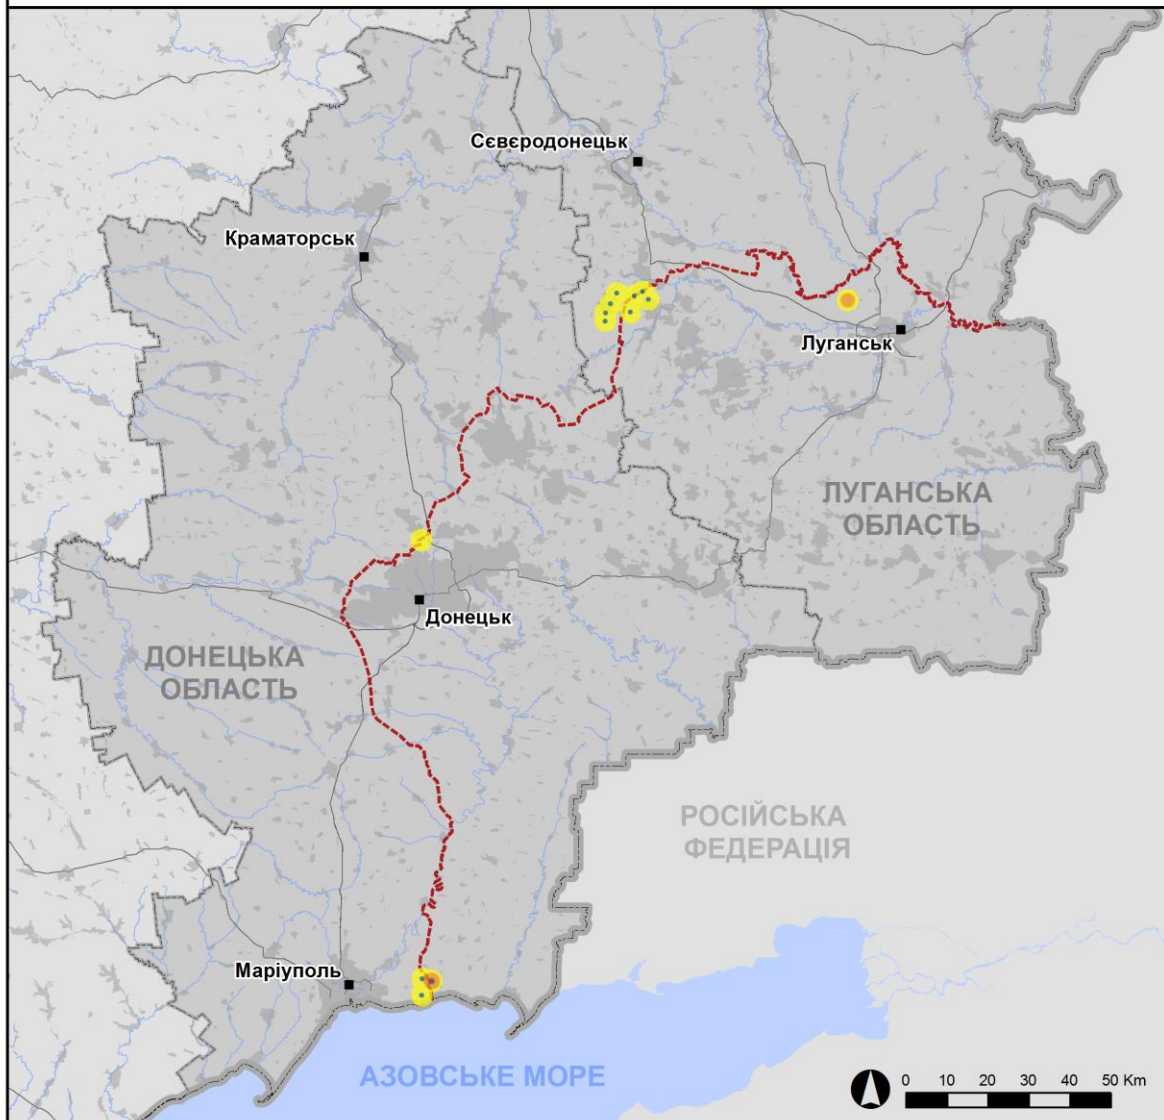 Сєвєродонецьк
Краматорськ
Луганськ
ЛУГАНСЬКА
ОБЛАСТЬ
Донецьк
ДОНЕЦЬКА
ОБЛАСТЬ
РОСІЙСЬКА
ФЕДЕРАЦІЯ
Маріуполь
АЗОВСЬКЕ МОРЕ
0 10 20 30 40 50 Km